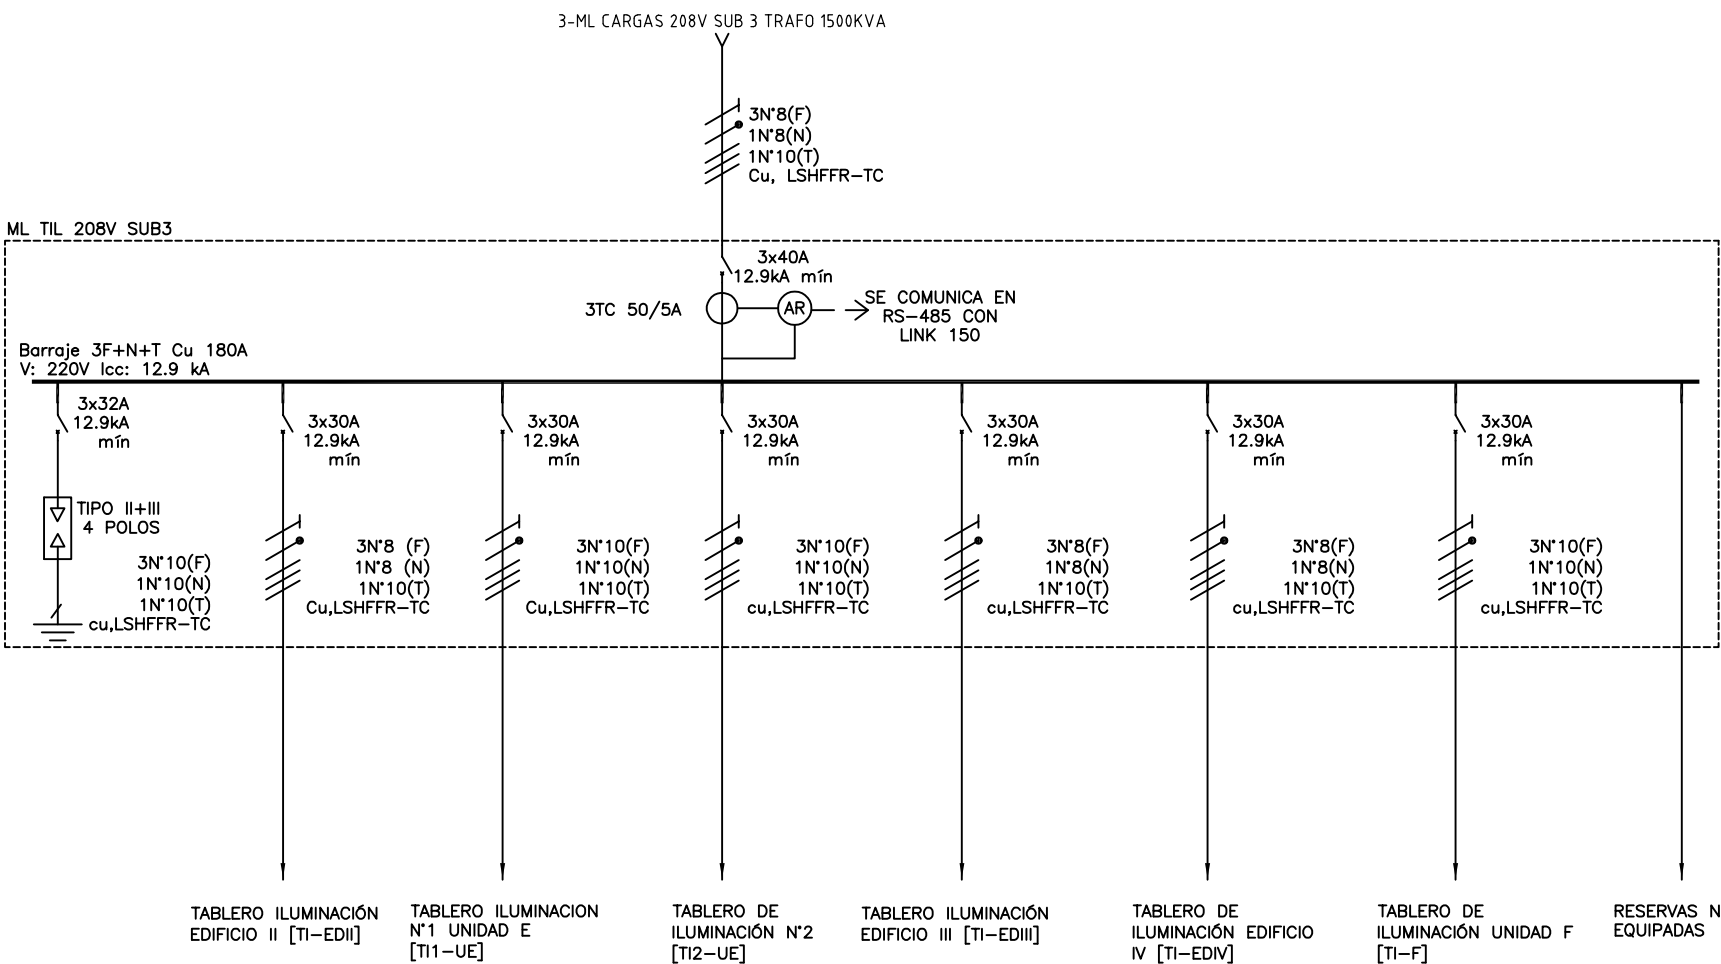 3-ML CARGAS 208V SUB 3 TRAFO 1500KVA
3N°8(F)
1N°8(N)
1N°10(T)
Cu, LSHFFR-TC
ML TIL 208V SUB3
3x40A
12.9kA mín
3TC 50/5A
AR
SE COMUNICA EN
RS-485 CON
LINK 150
Barraje 3F+N+T Cu 180A
V: 220V Icc: 12.9 kA
3x32A
12.9kA
mín
3x30A
12.9kA
mín
3x30A
12.9kA
mín
3x30A
12.9kA
mín
3x30A
12.9kA
mín
3x30A
12.9kA
mín
3x30A
12.9kA
mín
TIPO II+III
4 POLOS
3N°10(F)
1N°10(N)
1N°10(T)
cu,LSHFFR-TC
3N°8 (F)
1N°8 (N)
1N°10(T)
Cu,LSHFFR-TC
3N°10(F)
1N°10(N)
1N°10(T)
Cu,LSHFFR-TC
3N°10(F)
1N°10(N)
1N°10(T)
cu,LSHFFR-TC
3N°8(F)
1N°8(N)
1N°10(T)
cu,LSHFFR-TC
3N°8(F)
1N°8(N)
1N°10(T)
cu,LSHFFR-TC
3N°10(F)
1N°10(N)
1N°10(T)
cu,LSHFFR-TC
TABLERO ILUMINACIÓN
EDIFICIO II [TI-EDII]
TABLERO ILUMINACION
N°1 UNIDAD E
[TI1-UE]
TABLERO DE
ILUMINACIÓN N°2
[TI2-UE]
TABLERO ILUMINACIÓN
EDIFICIO III [TI-EDIII]
TABLERO DE
ILUMINACIÓN EDIFICIO
IV [TI-EDIV]
TABLERO DE
ILUMINACIÓN UNIDAD F
[TI-F]
RESERVAS N
EQUIPADAS